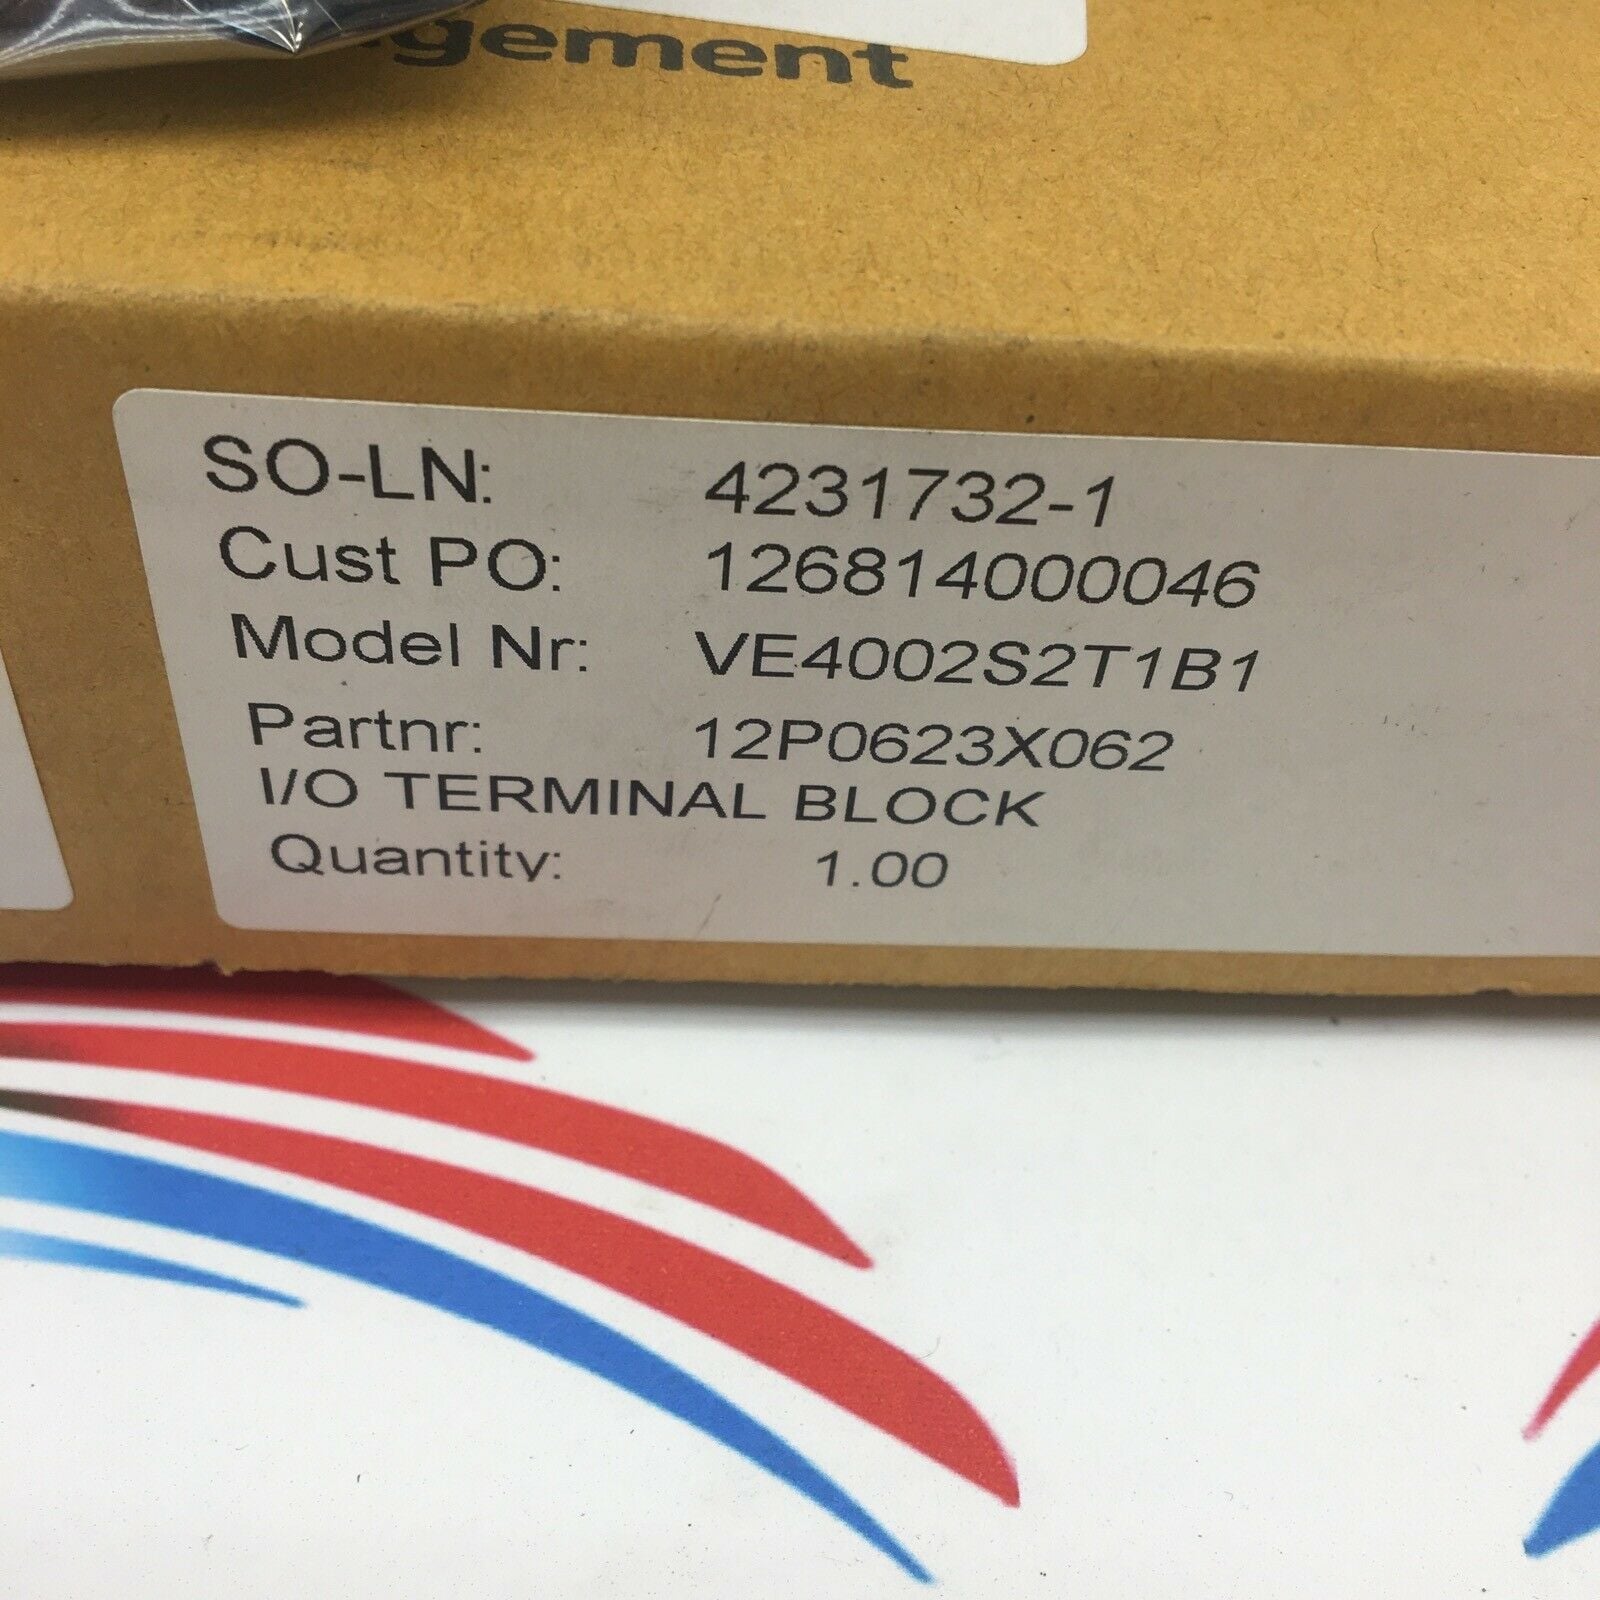 SO-LN: 4231732-1
Cust PO: 126814000046
Model Nr: VE4002S2T1B1
Partnr: 12P0623X062
I/O TERMINAL BLOCK
Quantity: 1.00